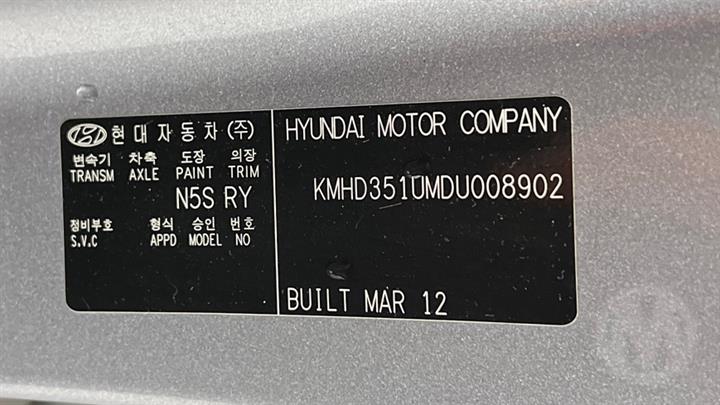 현대자동차 (주)
변속기 차축 도장 의장
TRANSM AXLE PAINT TRIM
N5S RY
정비부호 형식 승인 번호
S.V.C APPD MODEL NO
HYUNDAI MOTOR COMPANY
KMHD351UMDU008902
BUILT MAR 12